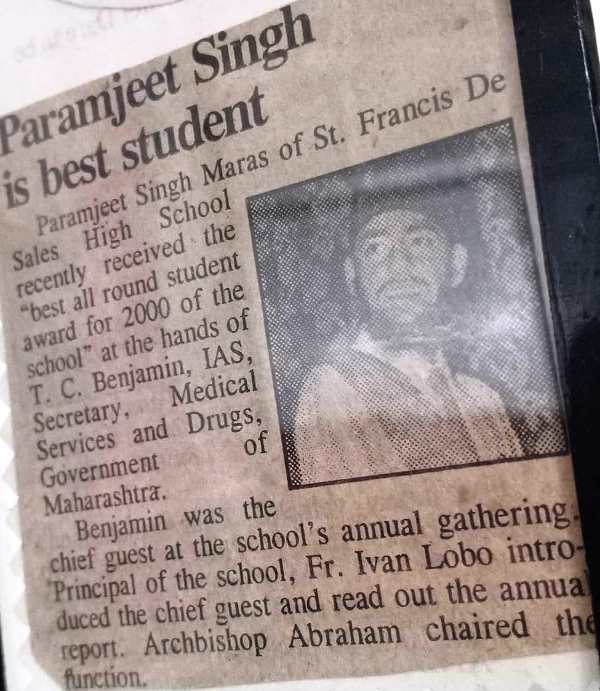 Paramjeet Singh
is best student
Paramjeet Singh Maras of St. Francis De
Sales High School
recently received the
“best all round student
award for 2000 of the
school” at the hands of
T. C. Benjamin, IAS,
Secretary, Medical
Services and Drugs,
Government of
Maharashtra.
Benjamin was the
chief guest at the school’s annual gathering.
Principal of the school, Fr. Ivan Lobo intro-
duced the chief guest and read out the annual
report. Archbishop Abraham chaired the
function.